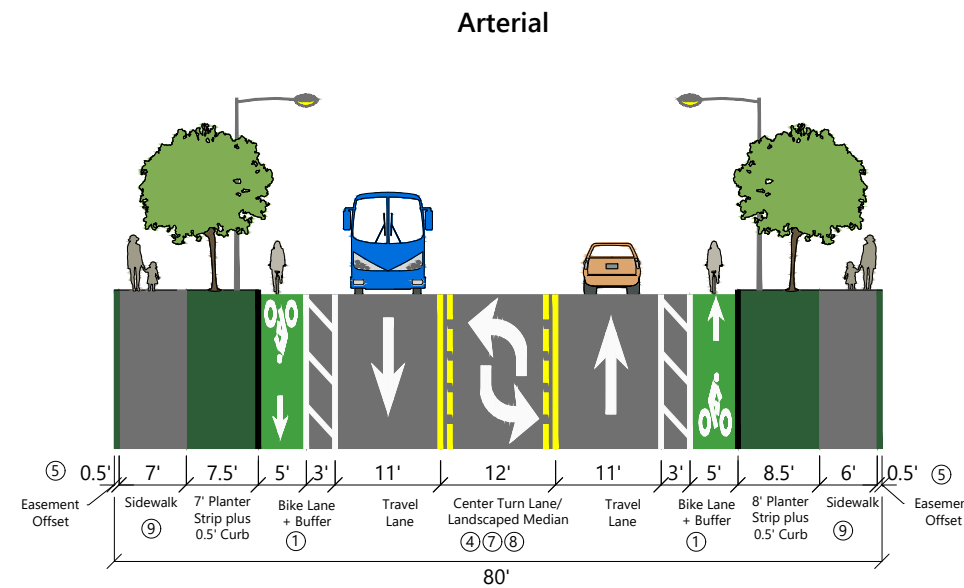 Arterial
⑤ 0.5' 7' 7.5' 5' 3' 11' 12' 11' 3' 5' 8.5' 6' 0.5' ⑤
Easement
Offset
Sidewalk
⑨
7' Planter
Strip plus
0.5' Curb
Bike Lane
+ Buffer
①
Travel
Lane
Center Turn Lane/
Landscaped Median
④⑦⑧
Travel
Lane
Bike Lane
+ Buffer
①
8' Planter
Strip plus
0.5' Curb
Sidewalk
⑨
Easem
Offset
80'